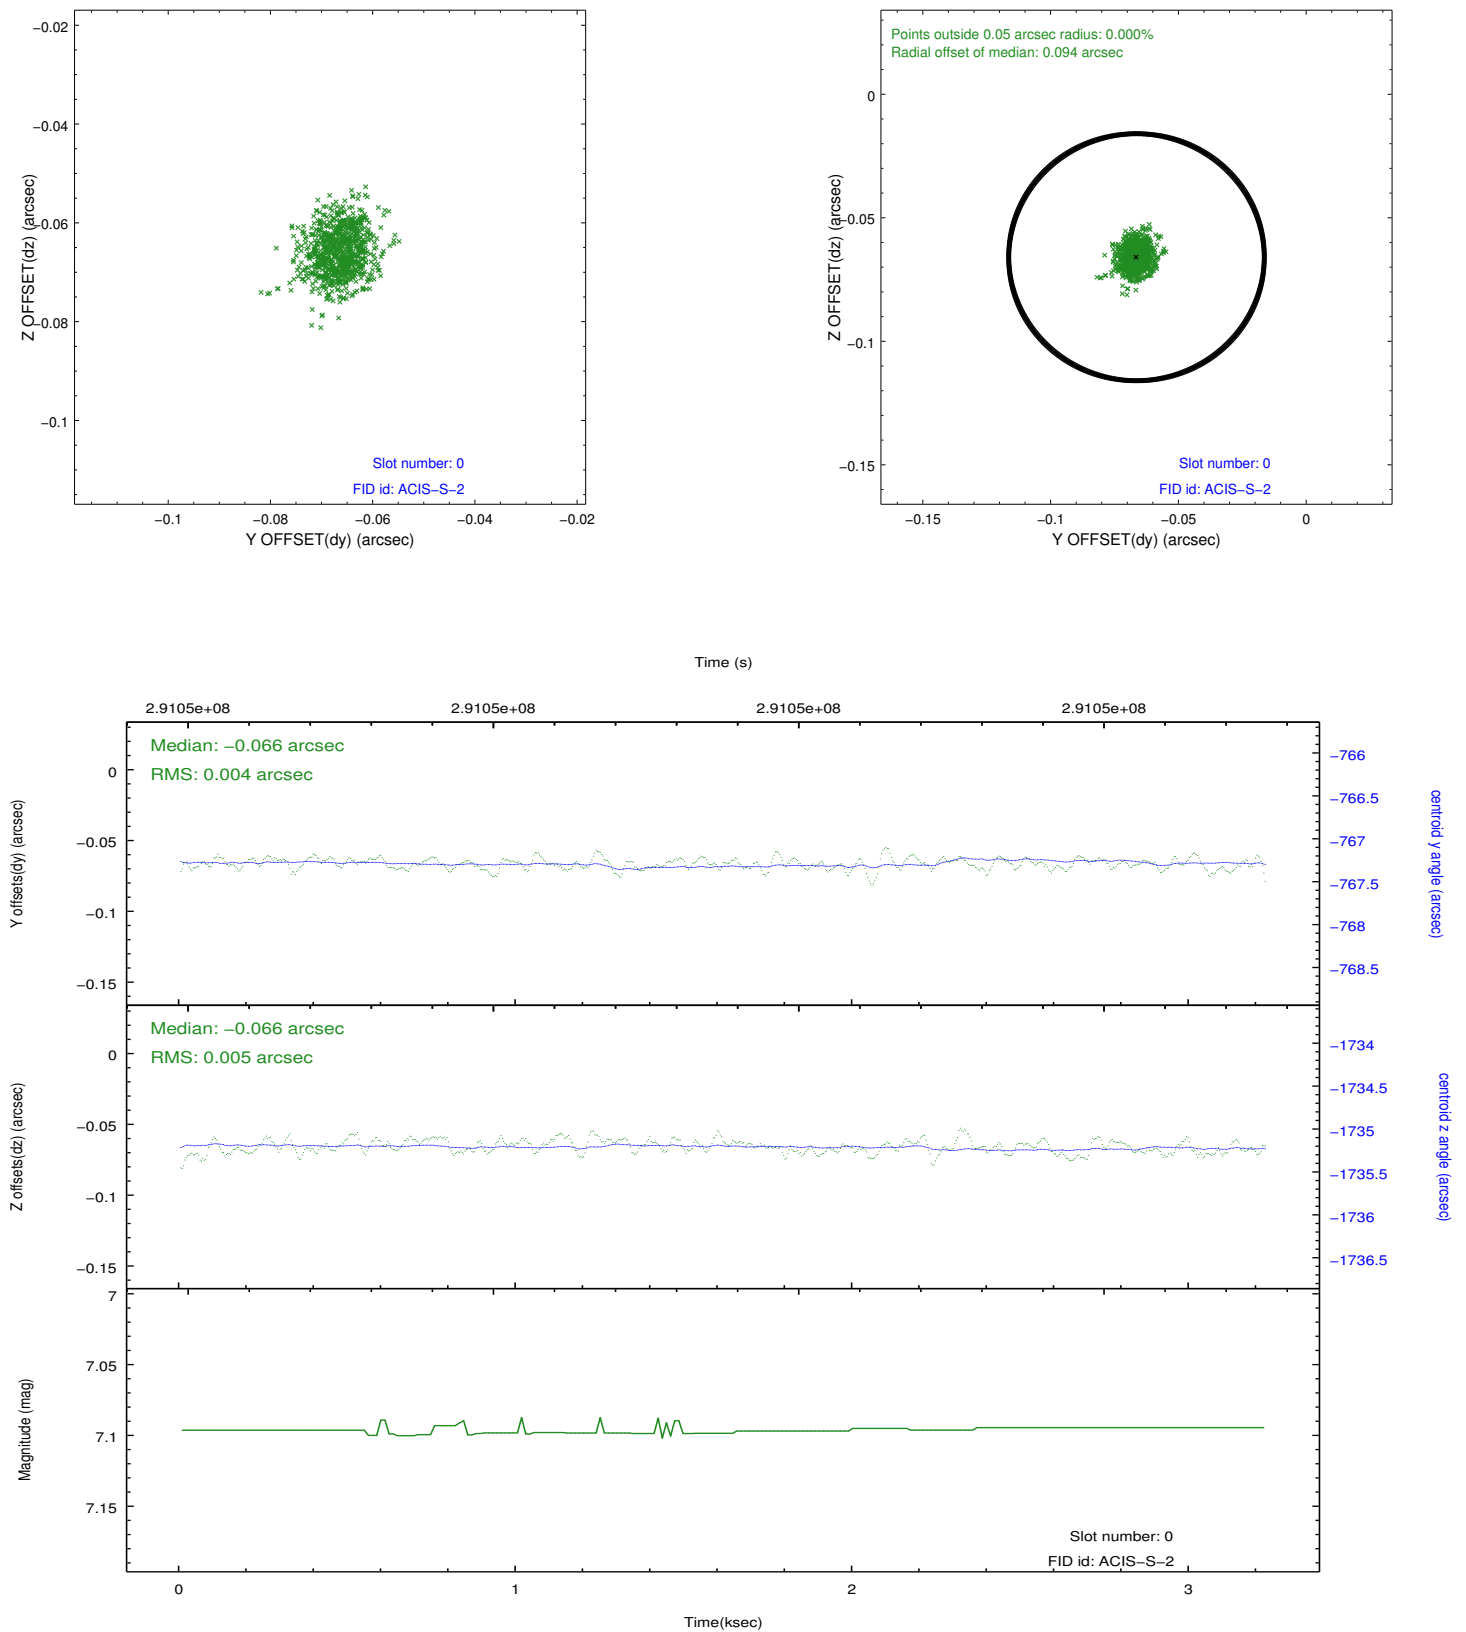 −0.02
−0.04
−0.06
−0.08
−0.1
Z OFFSET(dz) (arcsec)
Slot number: 0
FID id: ACIS−S−2
−0.1
−0.08
−0.06
−0.04
−0.02
Y OFFSET(dy) (arcsec)
Points outside 0.05 arcsec radius: 0.000%
Radial offset of median: 0.094 arcsec
0
−0.05
−0.1
−0.15
Z OFFSET(dz) (arcsec)
Slot number: 0
FID id: ACIS−S−2
−0.15
−0.1
−0.05
0
Y OFFSET(dy) (arcsec)
Time (s)
2.9105e+08
2.9105e+08
2.9105e+08
2.9105e+08
Median: −0.066 arcsec
RMS: 0.004 arcsec
0
−0.05
−0.1
−0.15
Y offsets(dy) (arcsec)
−766
−766.5
−767
−767.5
−768
−768.5
centroid y angle (arcsec)
Median: −0.066 arcsec
RMS: 0.005 arcsec
0
−0.05
−0.1
−0.15
Z offsets(dz) (arcsec)
−1734
−1734.5
−1735
−1735.5
−1736
−1736.5
centroid z angle (arcsec)
7
7.05
7.1
7.15
Magnitude (mag)
Slot number: 0
FID id: ACIS−S−2
0
1
2
3
Time(ksec)